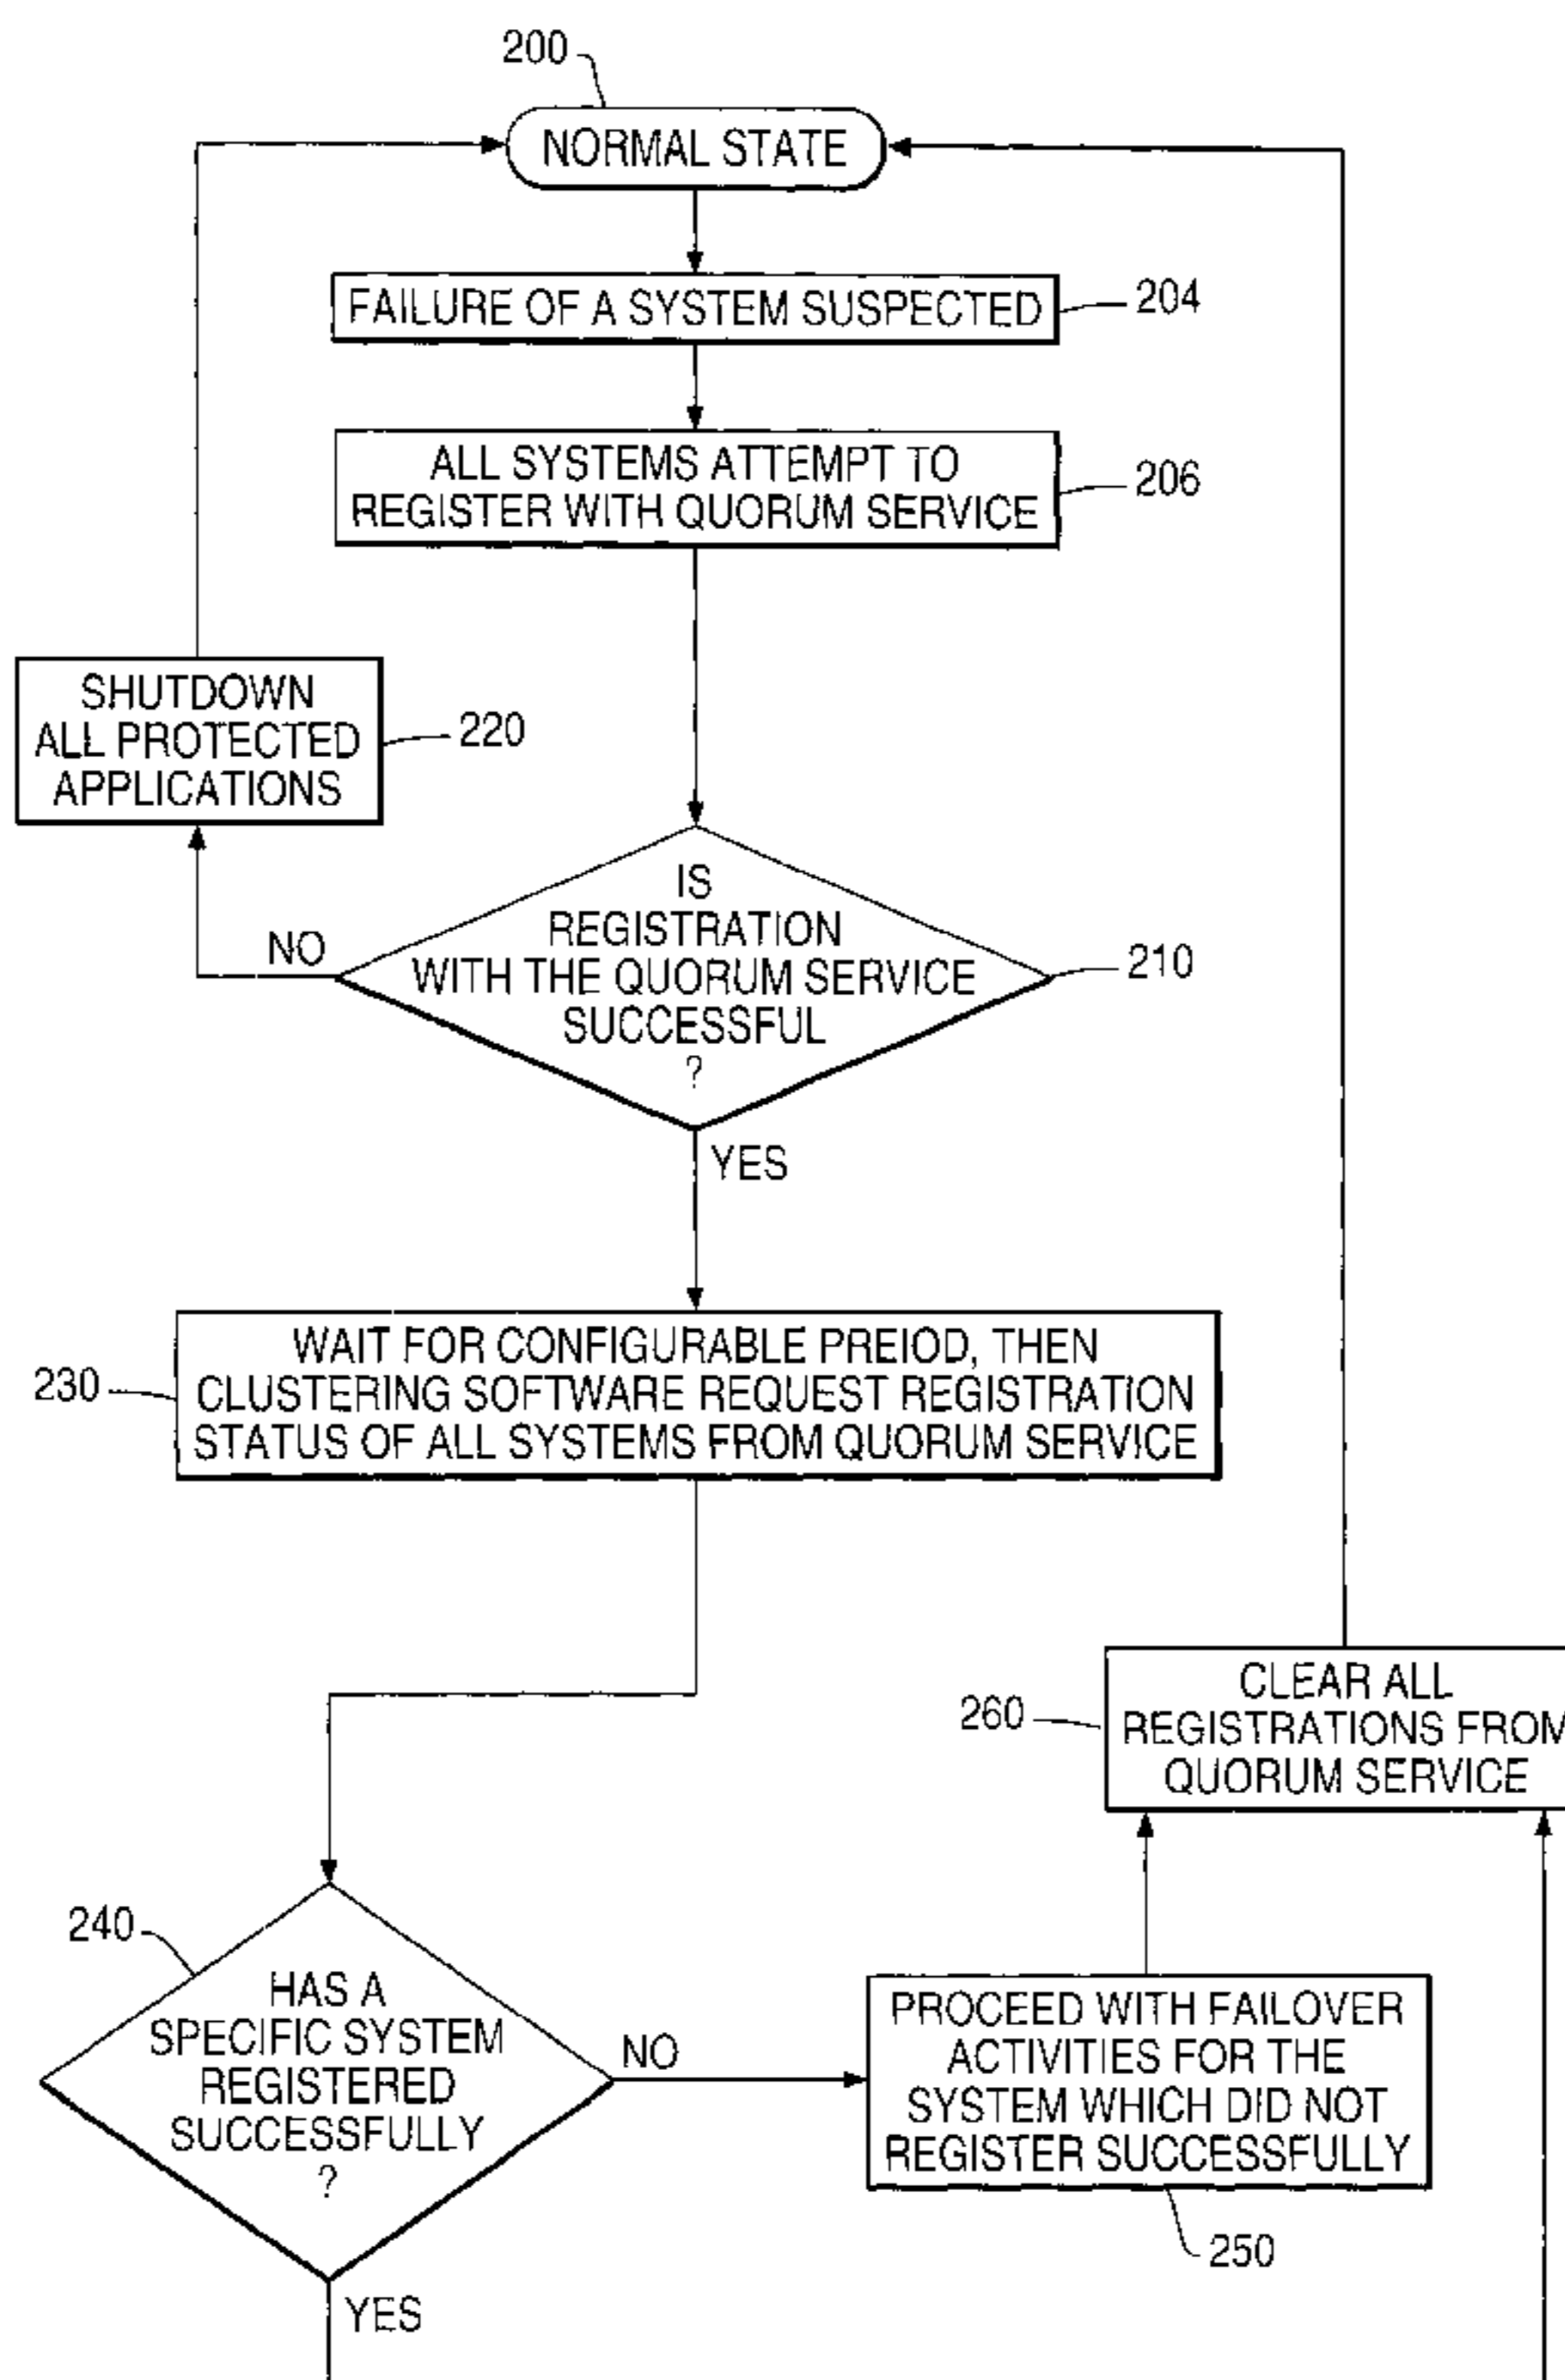 200
NORMAL STATE
FAILURE OF A SYSTEM SUSPECTED
204
ALL SYSTEMS ATTEMPT TO
REGISTER WITH QUORUM SERVICE
206
SHUTDOWN
ALL PROTECTED
APPLICATIONS
220
IS
REGISTRATION
WITH THE QUORUM SERVICE
SUCCESSFUL
?
NO
210
YES
WAIT FOR CONFIGURABLE PREIOD, THEN
CLUSTERING SOFTWARE REQUEST REGISTRATION
STATUS OF ALL SYSTEMS FROM QUORUM SERVICE
230
CLEAR ALL
REGISTRATIONS FROM
QUORUM SERVICE
260
240
HAS A
SPECIFIC SYSTEM
REGISTERED
SUCCESSFULLY
?
NO
PROCEED WITH FAILOVER
ACTIVITIES FOR THE
SYSTEM WHICH DID NOT
REGISTER SUCCESSFULLY
250
YES